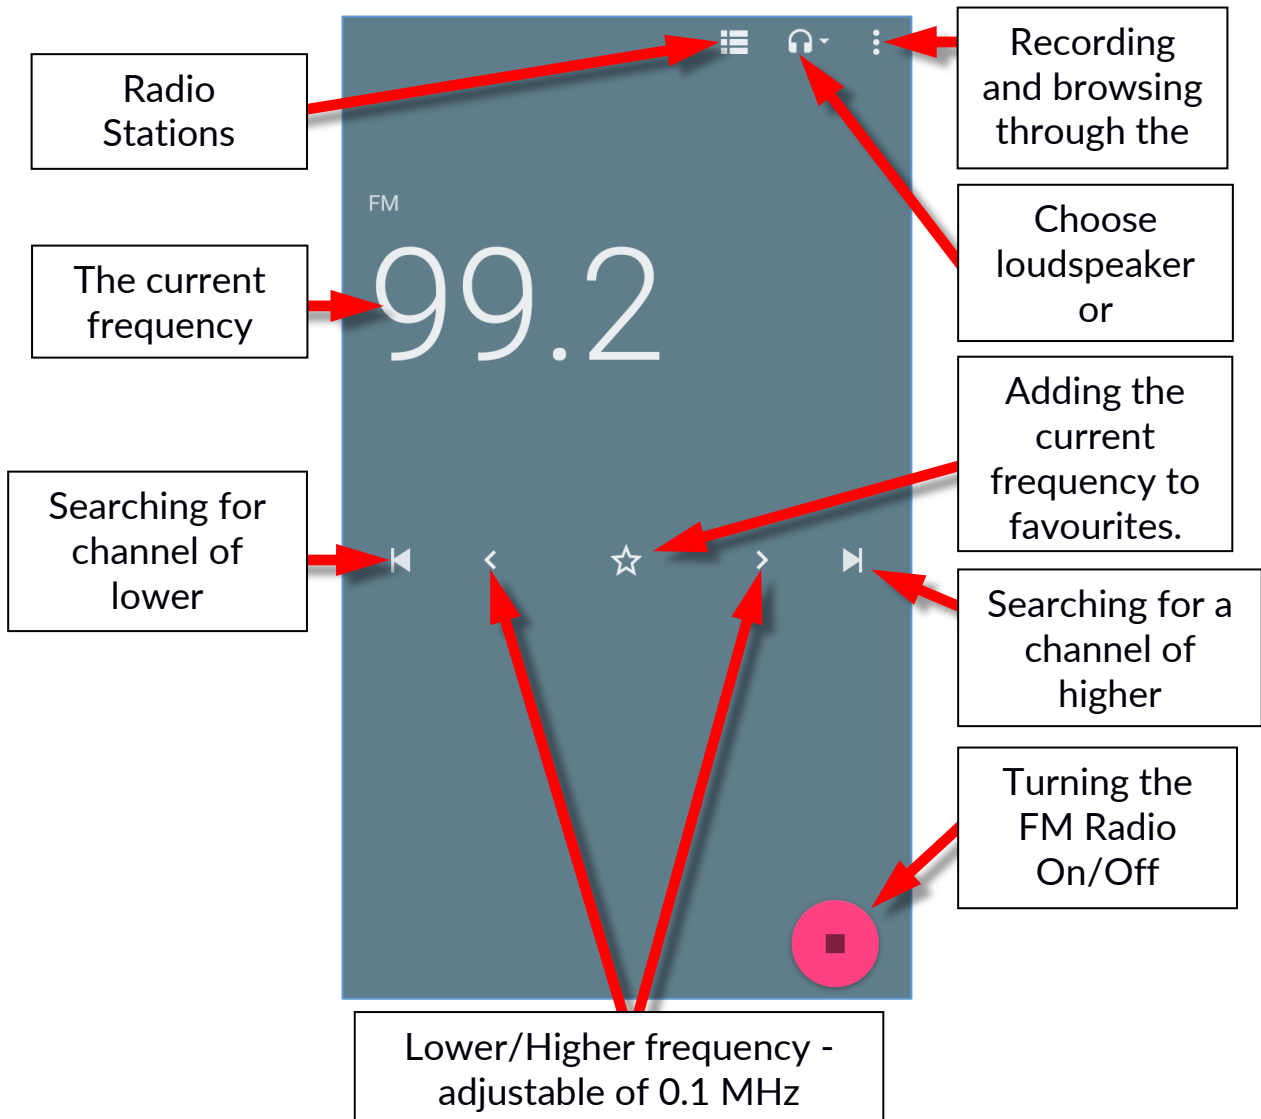 Radio
Stations
Recording
and browsing
through the
Choose
loudspeaker
or
FM
99.2
The current
frequency
Adding the
current
frequency to
favourites.
Searching for
channel of
lower
Searching for a
channel of
higher
Turning the
FM Radio
On/Off
Lower/Higher frequency -
adjustable of 0.1 MHz